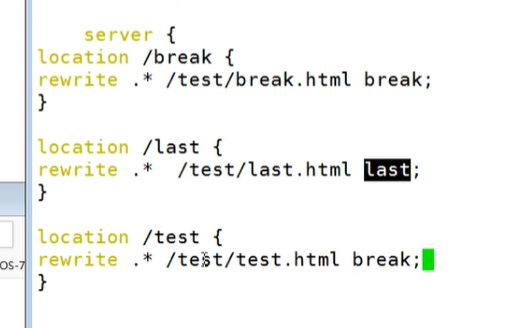 server {
location /break {
rewrite .* /test/break.html break;
}
location /last {
rewrite .*  /test/last.html last;
}
location /test {
rewrite .* /test/test.html break;
}
OS-7